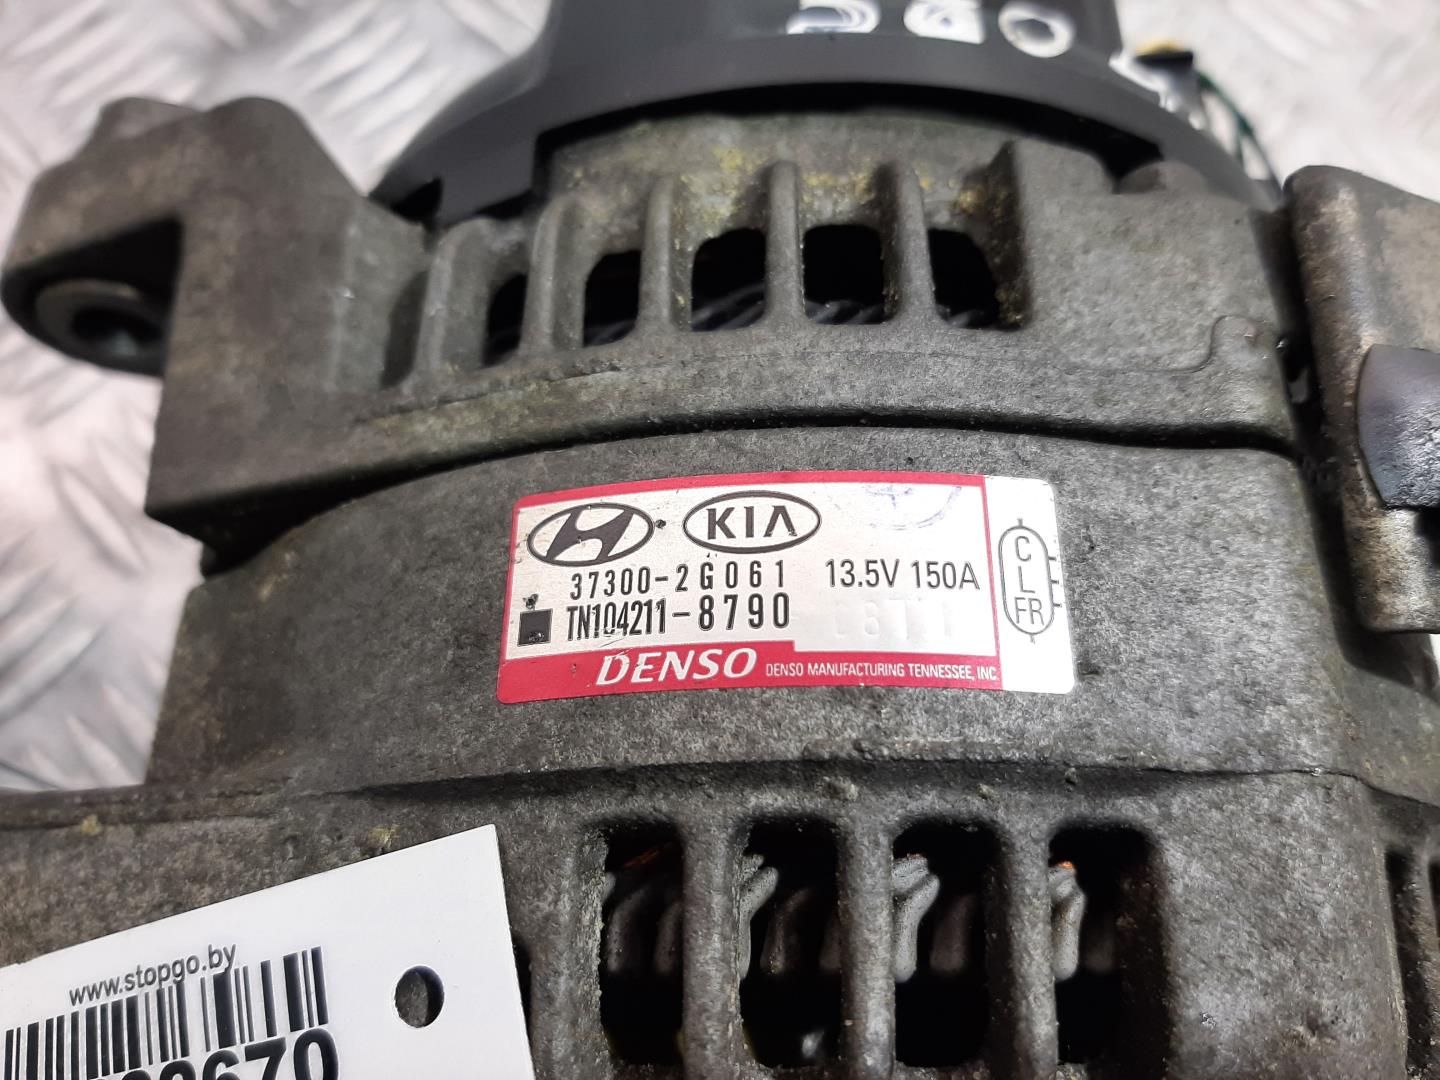 KIA
37300-2G061 13.5V 150A
TN104211-8790
DENSO DENSO MANUFACTURING TENNESSEE, INC.
C
L
FR
www.stopgo.by